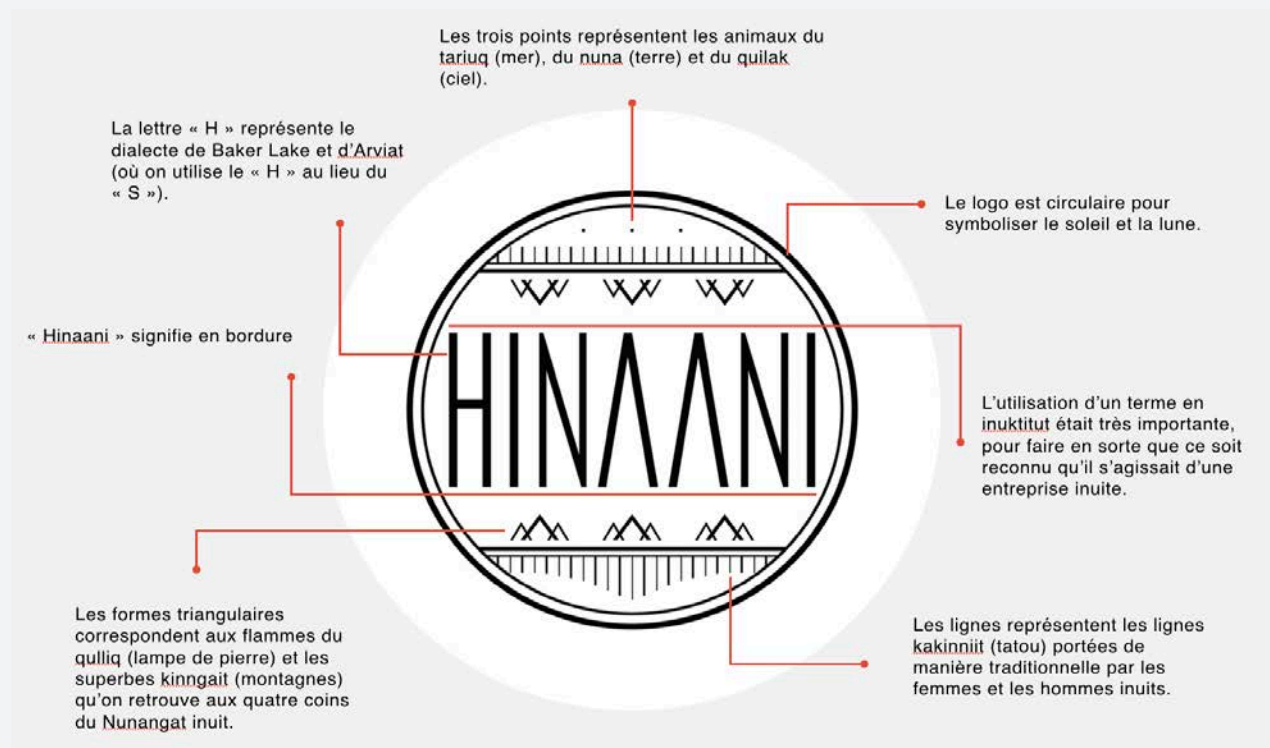 Les trois points représentent les animaux du
tariuq (mer), du nuna (terre) et du quilak
(ciel).
La lettre « H » représente le
dialecte de Baker Lake et d’Arviat
(où on utilise le « H » au lieu du
« S »).
Le logo est circulaire pour
symboliser le soleil et la lune.
« Hinaani » signifie en bordure
HINAANI
L’utilisation d’un terme en
inuktitut était très importante,
pour faire en sorte que ce soit
reconnu qu’il s’agissait d’une
entreprise inuite.
Les formes triangulaires
correspondent aux flammes du
qulliq (lampe de pierre) et les
superbes kinngait (montagnes)
qu’on retrouve aux quatre coins
du Nunangat inuit.
Les lignes représentent les lignes
kakinniit (tatou) portées de
manière traditionnelle par les
femmes et les hommes inuits.